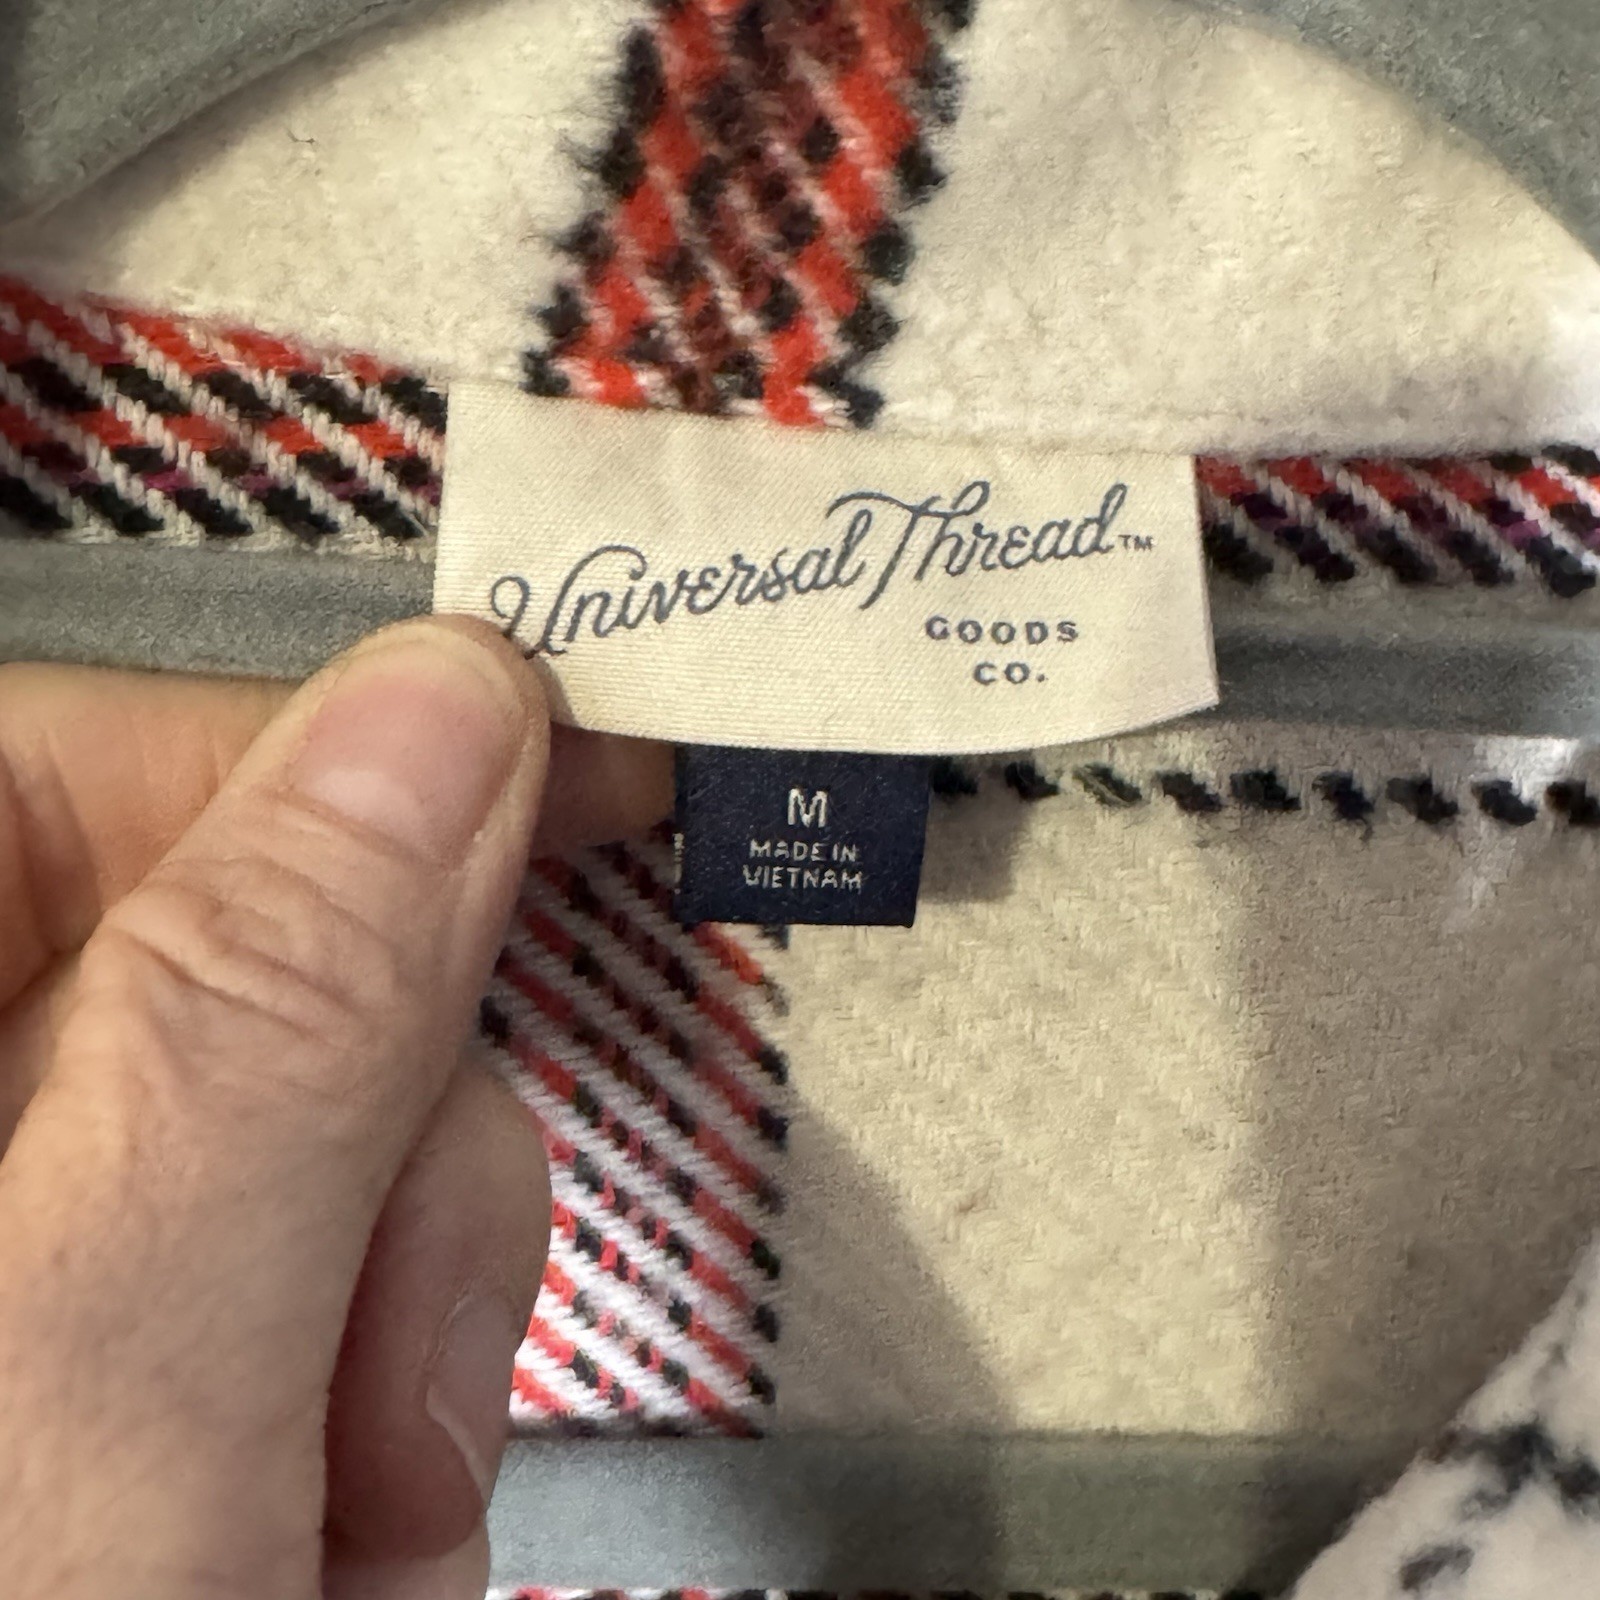 Universal Thread™
GOODS
CO.
M
MADE IN
VIETNAM